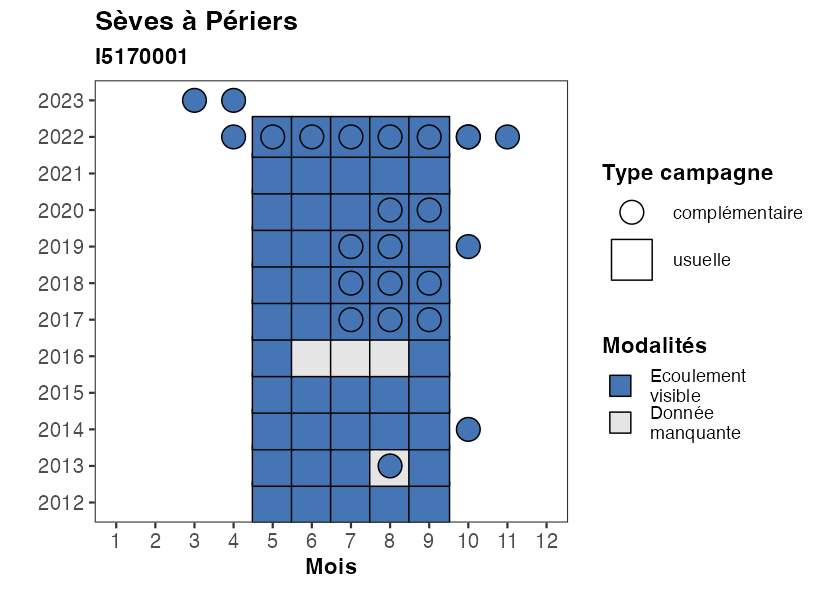 Sèves à Périers
I5170001
2023
2022
2021
2020
2019
2018
2017
2016
2015
2014
2013
2012
1 2 3 4 5 6 7 8 9 10 11 12
Mois
Type campagne
complémentaire
usuelle
Modalités
Ecoulement
visible
Donnée
manquante